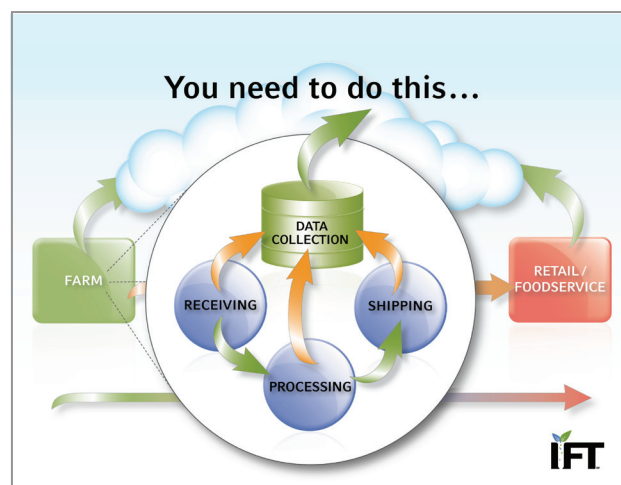 You need to do this...
DATA
COLLECTION
FARM
RETAIL /
FOODSERVICE
RECEIVING
SHIPPING
PROCESSING
IFT